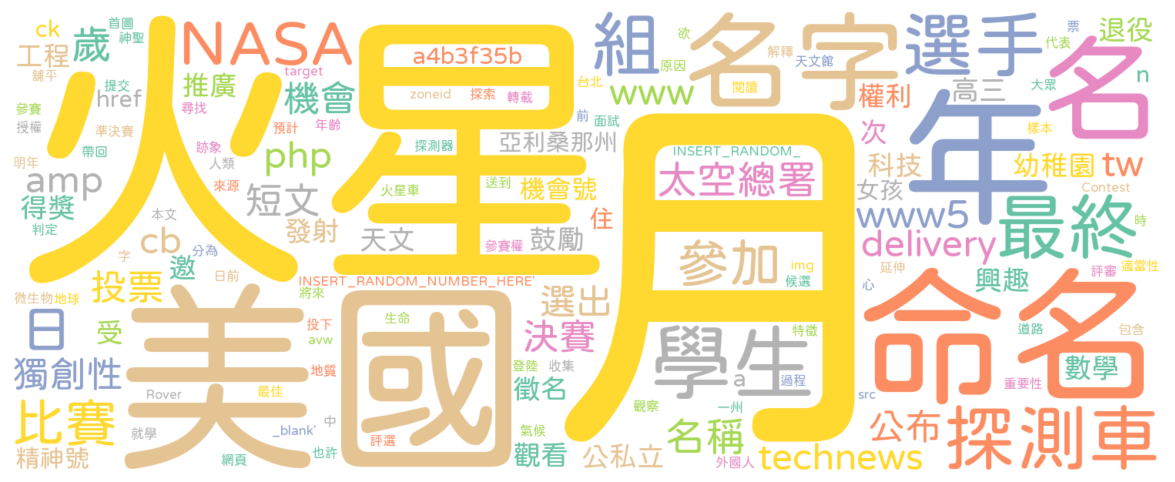 火星
月
美國
年
命名
名字
名
組
選手
最終
探測車
NASA
學生
比賽
日
a4b3f35b
www
太空總署
參加
technews
delivery
www5
tw
php
amp
短文
cb
投票
獨創性
精神號
機會
推廣
歲
工程
ck
首圖
神聖
舖平
提交
href
target
尋找
參賽
授權
準決賽
帶回
預計
年齡
明年
得獎
判定
跡象
人類
來源
本文
字
邀
分為
日前
發射
微生物
地球
受
zoneid
探索
轉載
探測器
亞利桑那州
火星車
送到
機會號
天文
參賽權
鼓勵
住
INSERT_RANDOM_NUMBER_HERE'
將來
選出
生命
投下
avw
地質
Rover
最佳
_blank'
中
就學
評選
網頁
也許
決賽
登陸
收集
徵名
氣候
觀看
公私立
台北
前
面試
原因
欲
解釋
閱讀
天文館
INSERT_RANDOM_
img
候選
特徵
a
過程
一州
觀察
名稱
外國人
src
公布
權利
次
高三
科技
女孩
票
代表
退役
大眾
n
樣本
幼稚園
Contest
時
適當性
評審
延伸
興趣
心
道路
包含
數學
重要性